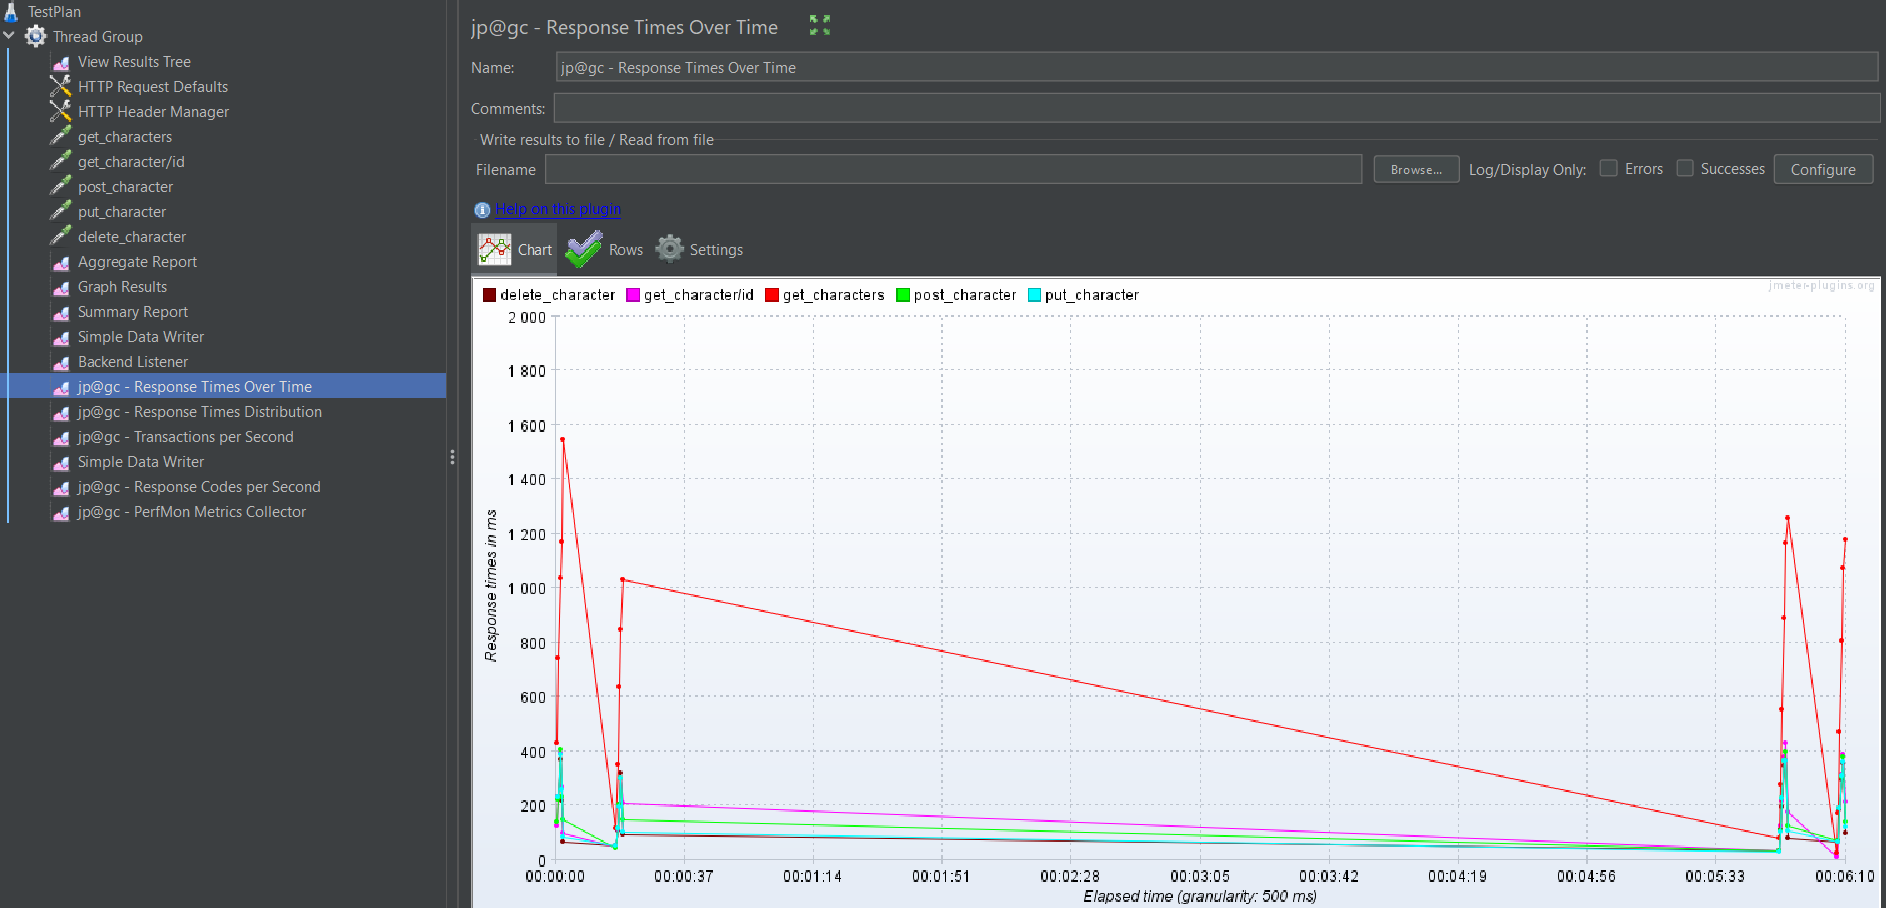 TestPlan
Thread Group
View Results Tree
HTTP Request Defaults
HTTP Header Manager
get_characters
get_character/id
post_character
put_character
delete_character
Aggregate Report
Graph Results
Summary Report
Simple Data Writer
Backend Listener
jp@gc - Response Times Over Time
jp@gc - Response Times Distribution
jp@gc - Transactions per Second
Simple Data Writer
jp@gc - Response Codes per Second
jp@gc - PerfMon Metrics Collector
jp@gc - Response Times Over Time
Name: jp@gc - Response Times Over Time
Comments:
Write results to file / Read from file
Filename Browse... Log/Display Only: Errors Successes Configure
Help on this plugin
Chart Rows Settings
delete_character get_character/id get_characters post_character put_character
jmeter-plugins.org
2 000
1 800
1 600
1 400
1 200
1 000
800
600
400
200
0
Response times in ms
00:00:00 00:00:37 00:01:14 00:01:51 00:02:28 00:03:05 00:03:42 00:04:19 00:04:56 00:05:33 00:06:10
Elapsed time (granularity: 500 ms)